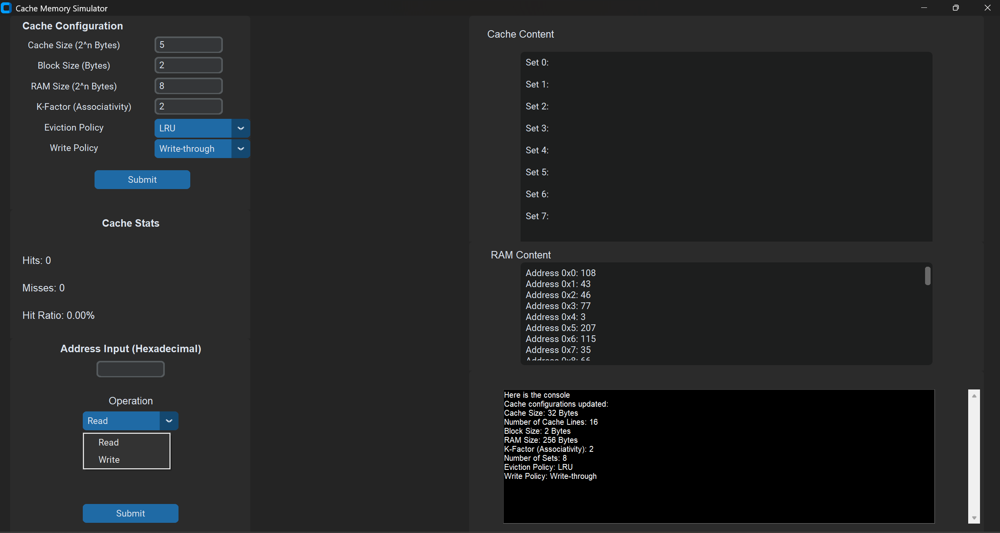 Cache Memory Simulator
Cache Configuration
Cache Size (2^n Bytes) 5
Block Size (Bytes) 2
RAM Size (2^n Bytes) 8
K-Factor (Associativity) 2
Eviction Policy LRU
Write Policy Write-through
Submit
Cache Stats
Hits: 0
Misses: 0
Hit Ratio: 0.00%
Address Input (Hexadecimal)
Operation
Read
Read
Write
Submit
Cache Content
Set 0:
Set 1:
Set 2:
Set 3:
Set 4:
Set 5:
Set 6:
Set 7:
RAM Content
Address 0x0: 108
Address 0x1: 43
Address 0x2: 46
Address 0x3: 77
Address 0x4: 3
Address 0x5: 207
Address 0x6: 115
Address 0x7: 35
Address 0x8: 66
Here is the console
Cache configurations updated:
Cache Size: 32 Bytes
Number of Cache Lines: 16
Block Size: 2 Bytes
RAM Size: 256 Bytes
K-Factor (Associativity): 2
Number of Sets: 8
Eviction Policy: LRU
Write Policy: Write-through